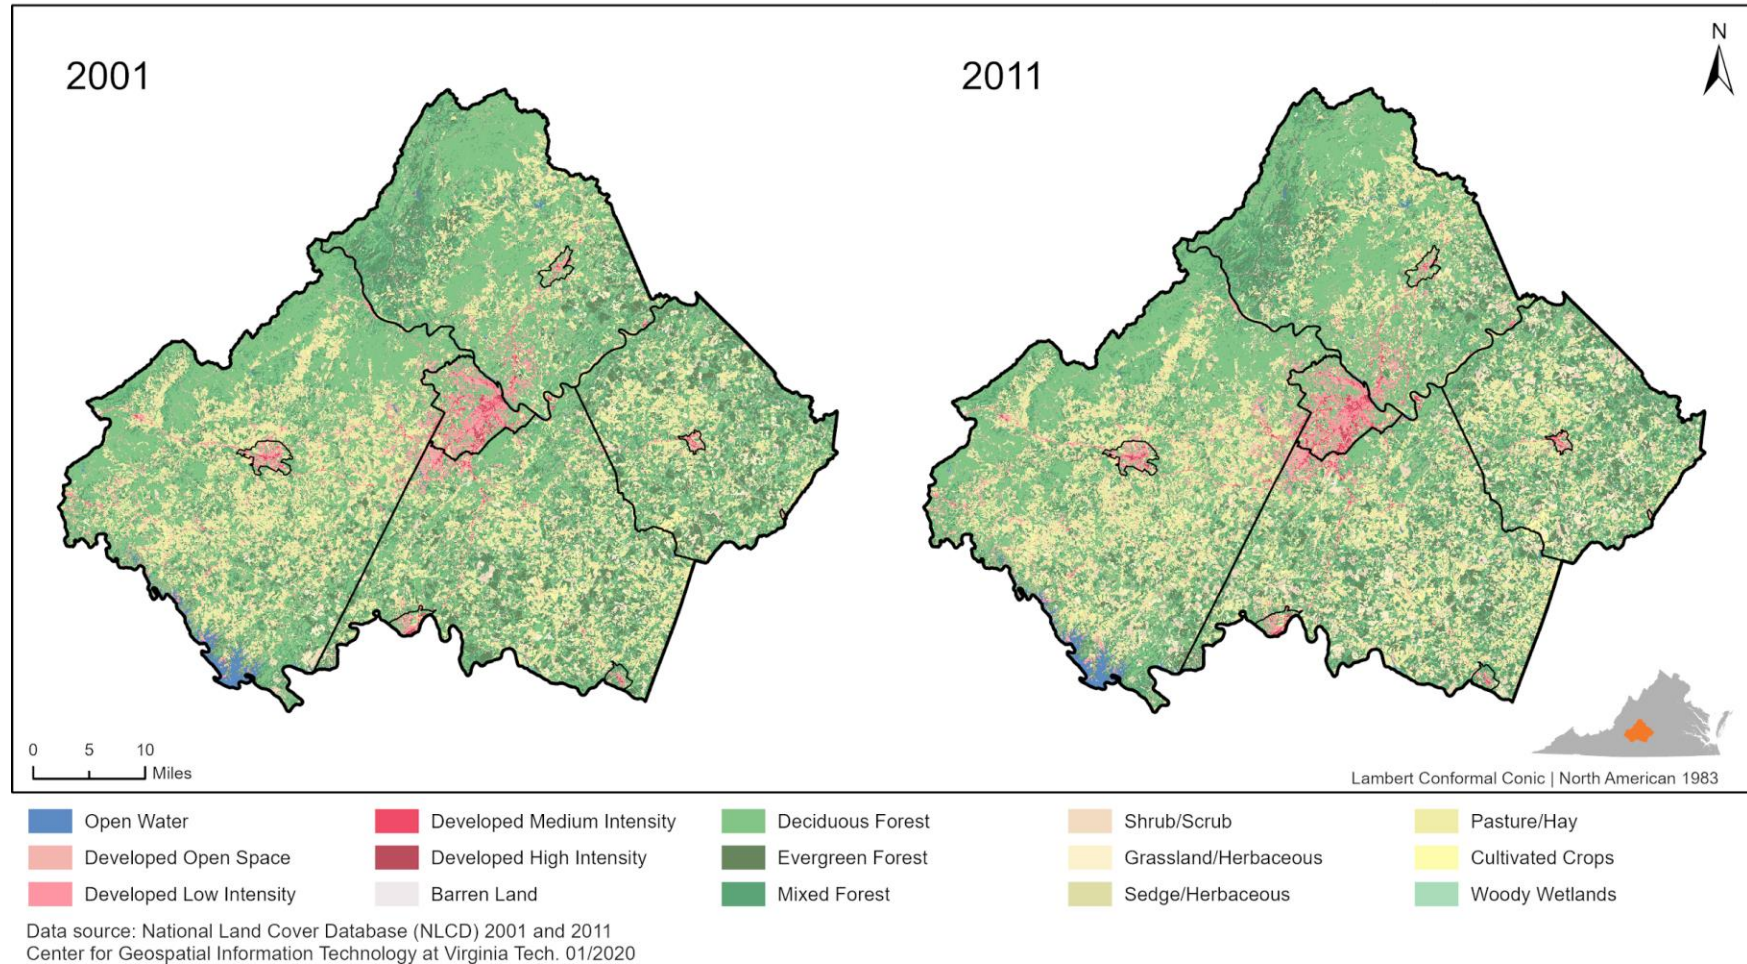 2001
2011
N
0 5 10
Miles
Lambert Conformal Conic | North American 1983
Open Water
Developed Medium Intensity
Deciduous Forest
Shrub/Scrub
Pasture/Hay
Developed Open Space
Developed High Intensity
Evergreen Forest
Grassland/Herbaceous
Cultivated Crops
Developed Low Intensity
Barren Land
Mixed Forest
Sedge/Herbaceous
Woody Wetlands
Data source: National Land Cover Database (NLCD) 2001 and 2011
Center for Geospatial Information Technology at Virginia Tech. 01/2020